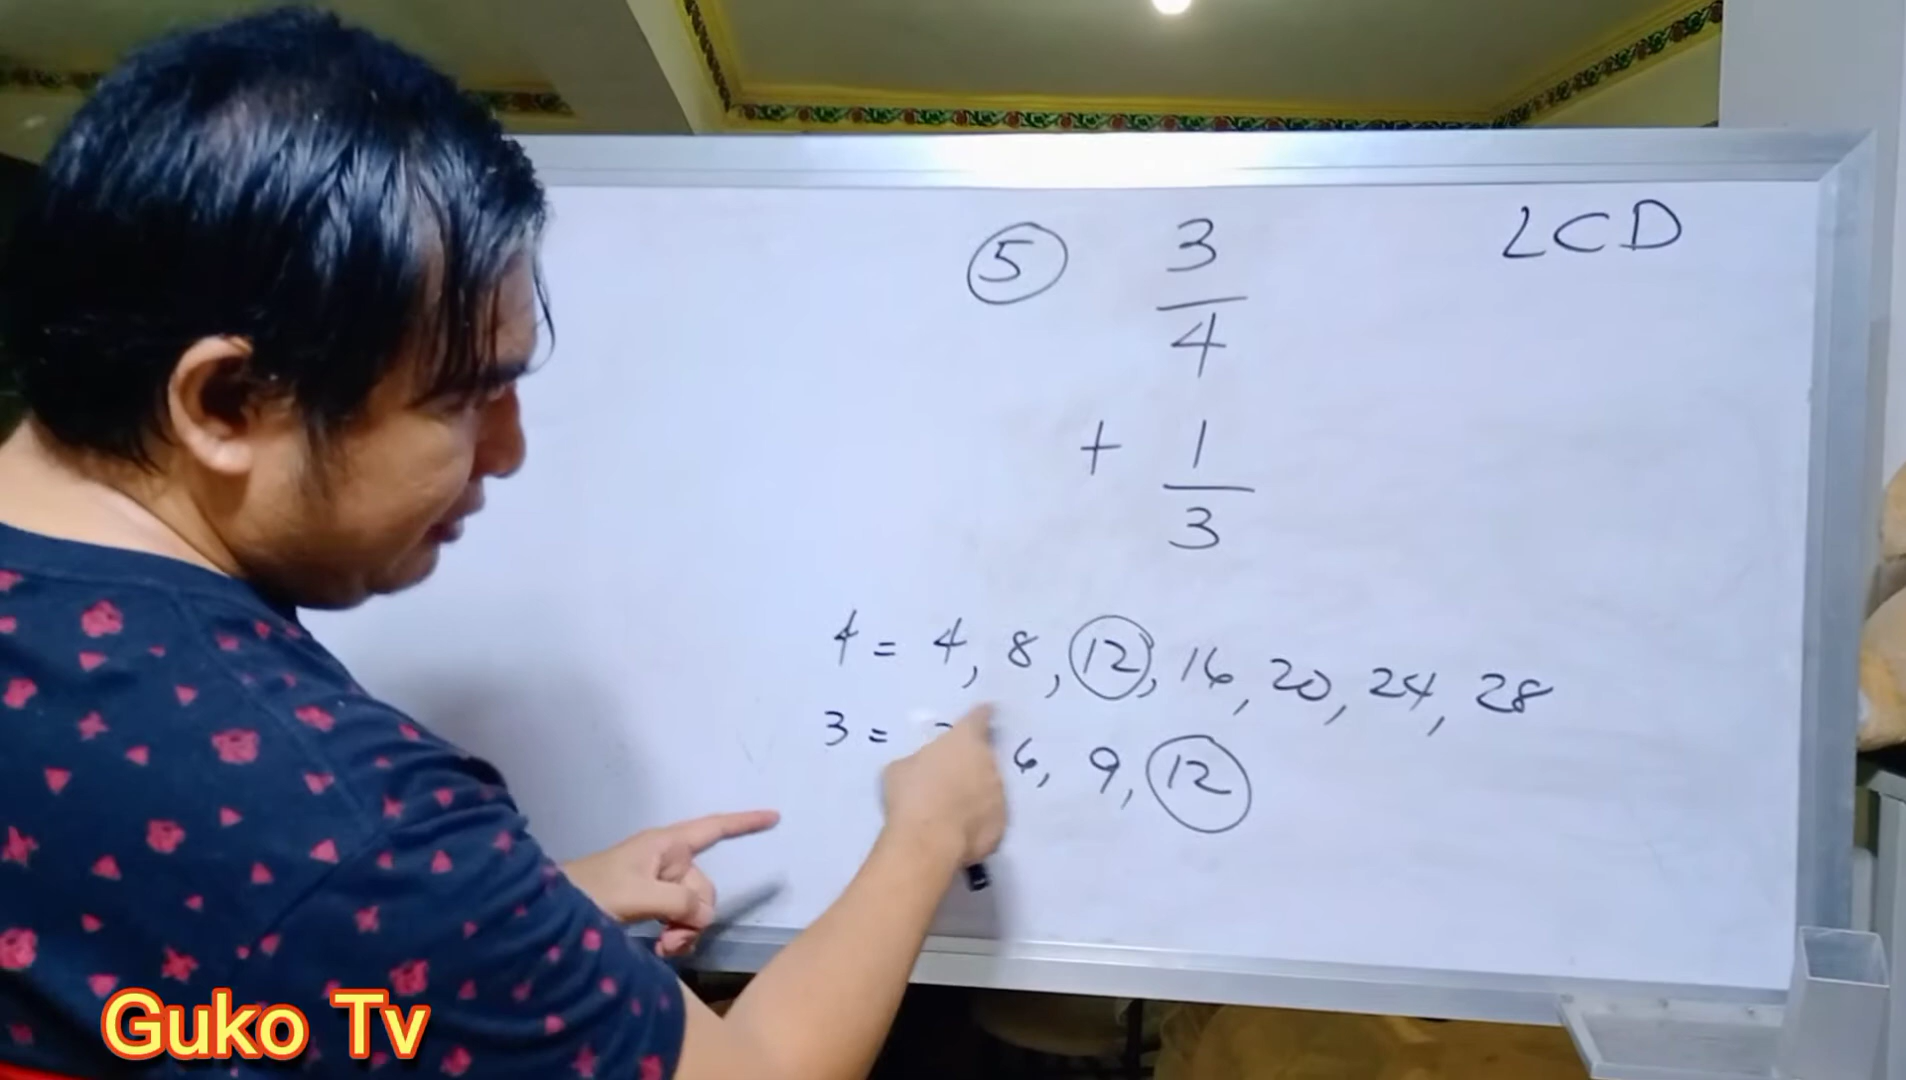 LCD
⑤ 3/4
+ 1/3
4 = 4, 8, 12, 16, 20, 24, 28
3 = 6, 9, 12
Guko Tv